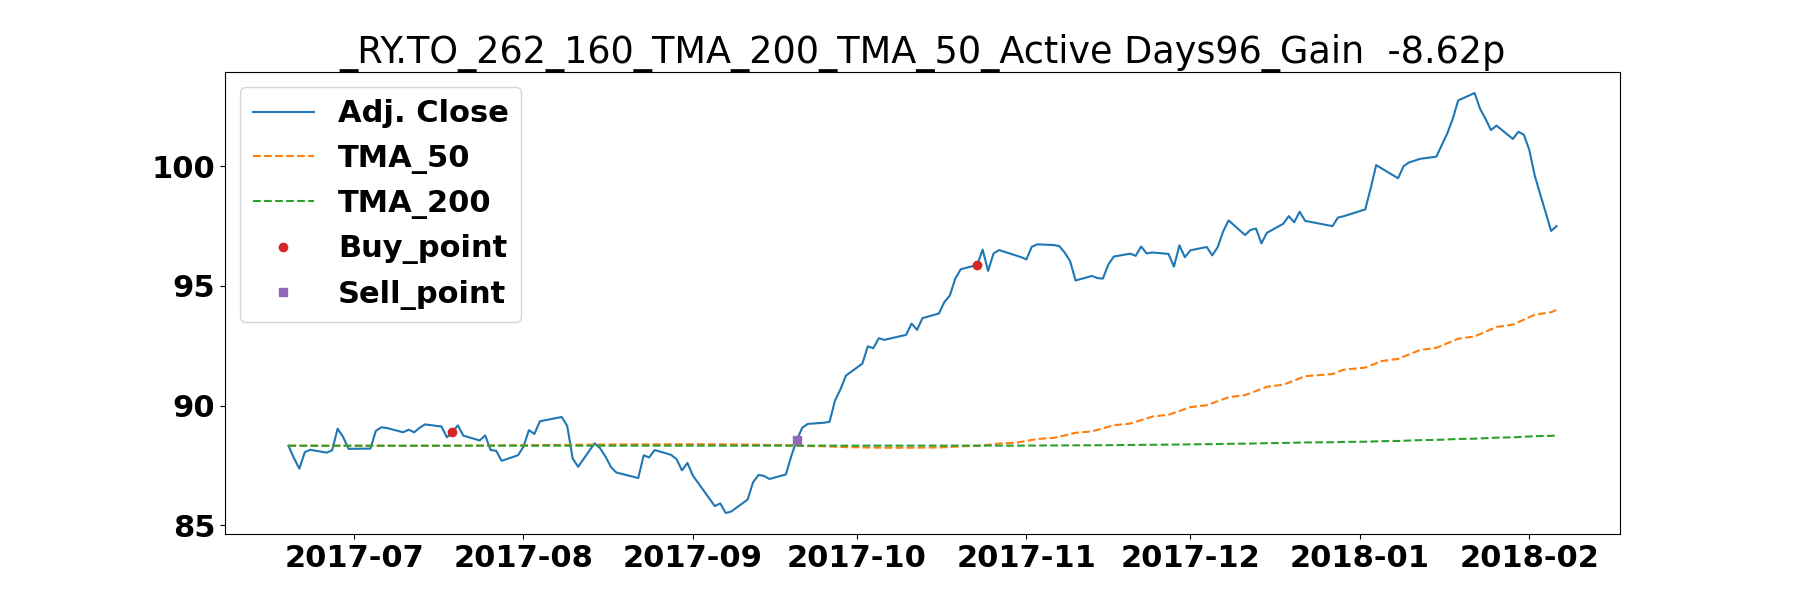 _RY.TO_262_160_TMA_200_TMA_50_Active Days96_Gain  -8.62p
Adj. Close
TMA_50
TMA_200
Buy_point
Sell_point
100
95
90
85
2017-07 2017-08 2017-09 2017-10 2017-11 2017-12 2018-01 2018-02